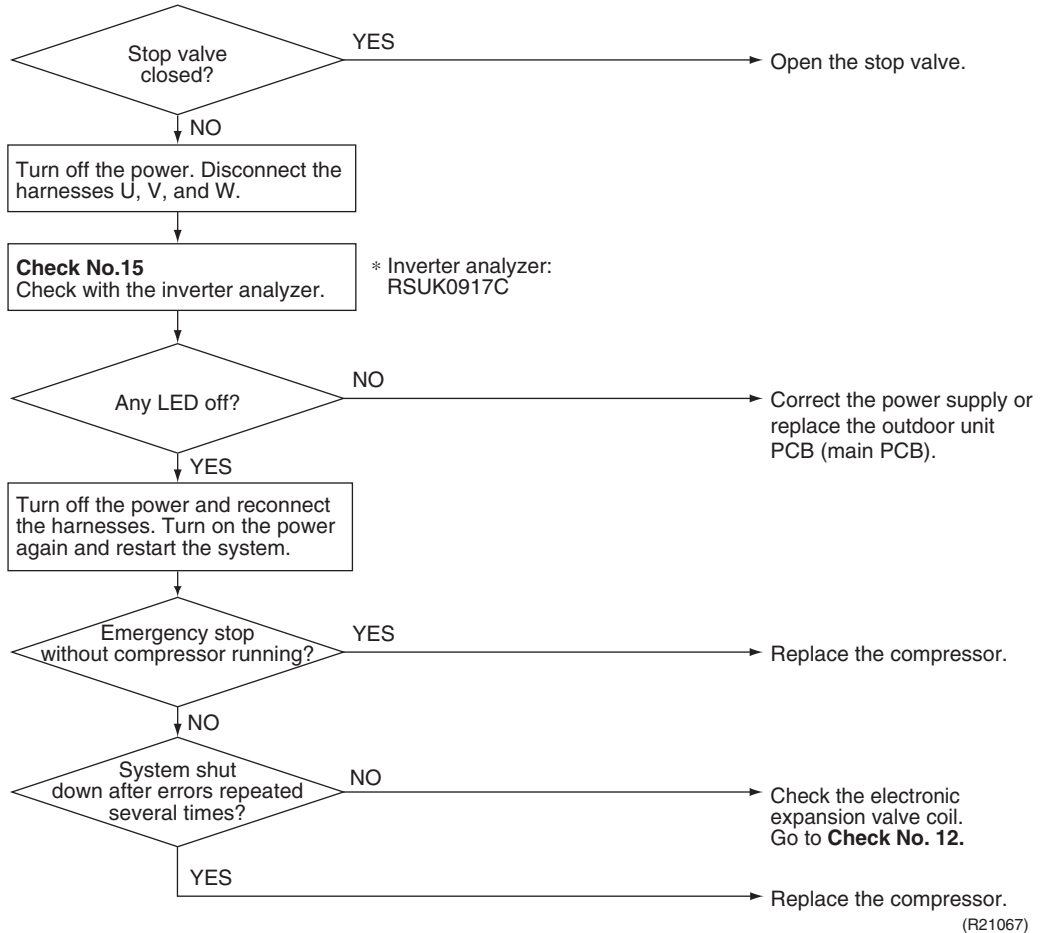 Stop valve
closed?
YES
Open the stop valve.
NO
Turn off the power. Disconnect the
harnesses U, V, and W.
Check No.15
Check with the inverter analyzer.
* Inverter analyzer:
RSUK0917C
Any LED off?
NO
Correct the power supply or
replace the outdoor unit
PCB (main PCB).
YES
Turn off the power and reconnect
the harnesses. Turn on the power
again and restart the system.
Emergency stop
without compressor running?
YES
Replace the compressor.
NO
System shut
down after errors repeated
several times?
NO
Check the electronic
expansion valve coil.
Go to Check No. 12.
YES
Replace the compressor.
(R21067)